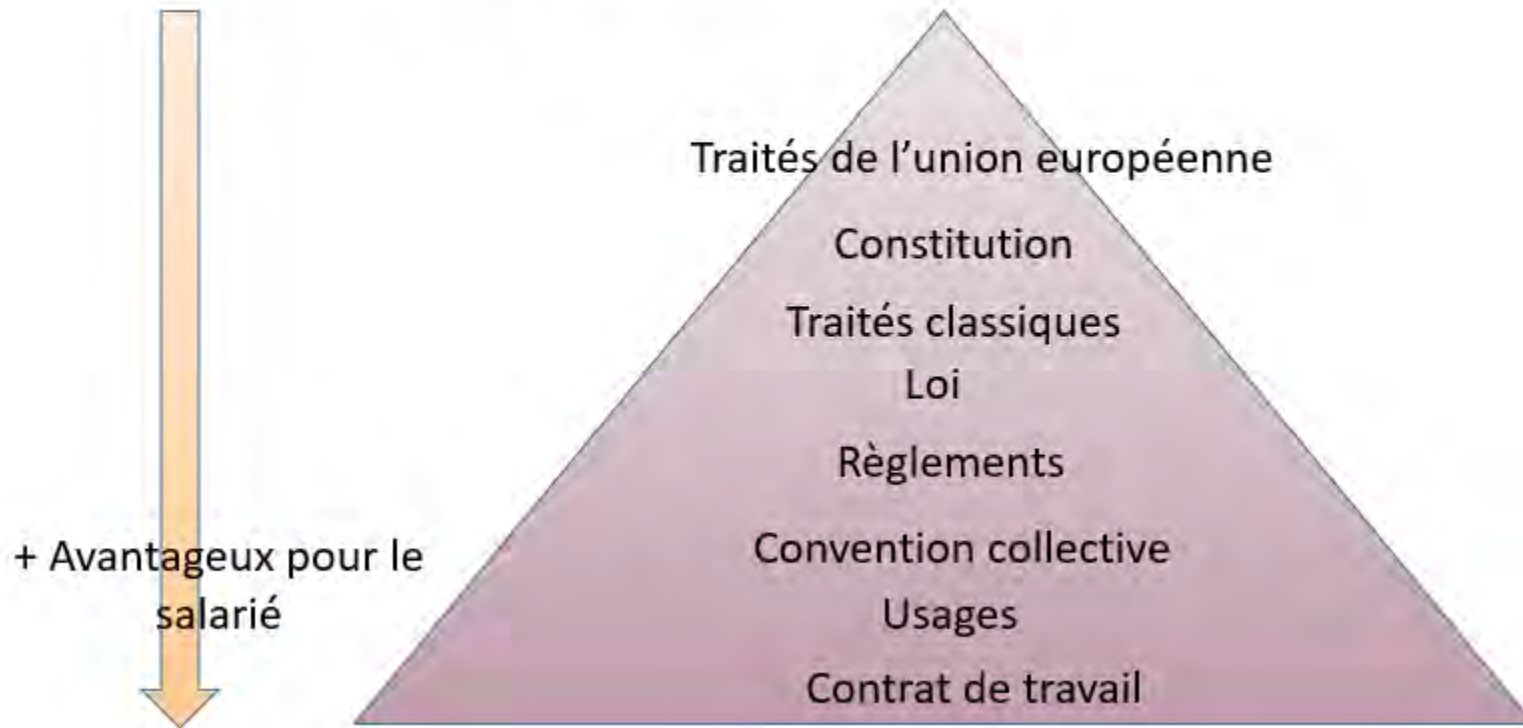 Traités de l'union européenne
Constitution
Traités classiques
Loi
Règlements
Convention collective
Usages
Contrat de travail
+ Avantageux pour le
salarié